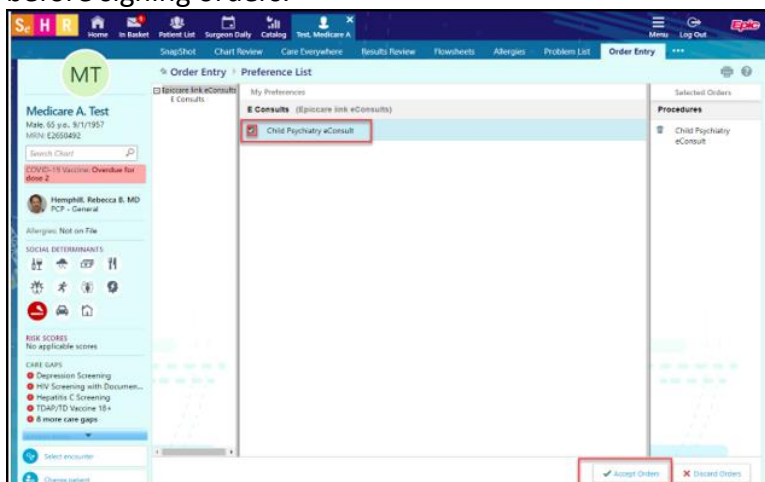 before signing orders.
Se H R
Home
In Basket
Patient List
Surgeon Daily
Catalog
Test, Medicare A
Menu
Log Out
Epic
SnapShot
Chart Review
Care Everywhere
Results Review
Flowsheets
Allergies
Problem List
Order Entry
MT
Order Entry
Preference List
Medicare A. Test
Male, 65 y.o., 9/1/1957
MRN: E2650492
Search Chart
COVID-19 Vaccine: Overdue for
dose 2
Hemphill, Rebecca B, MD
PCP - General
Allergies: Not on File
SOCIAL DETERMINANTS
RISK SCORES
No applicable scores
CARE GAPS
Depression Screening
HIV Screening with Documen...
Hepatitis C Screening
TDAP/TD Vaccine 18+
8 more care gaps
Select encounter
Change patient
Epiccare link eConsults
E Consults
My Preferences
E Consults (Epiccare link eConsults)
Child Psychiatry eConsult
Selected Orders
Procedures
Child Psychiatry
eConsult
Accept Orders
Discard Orders